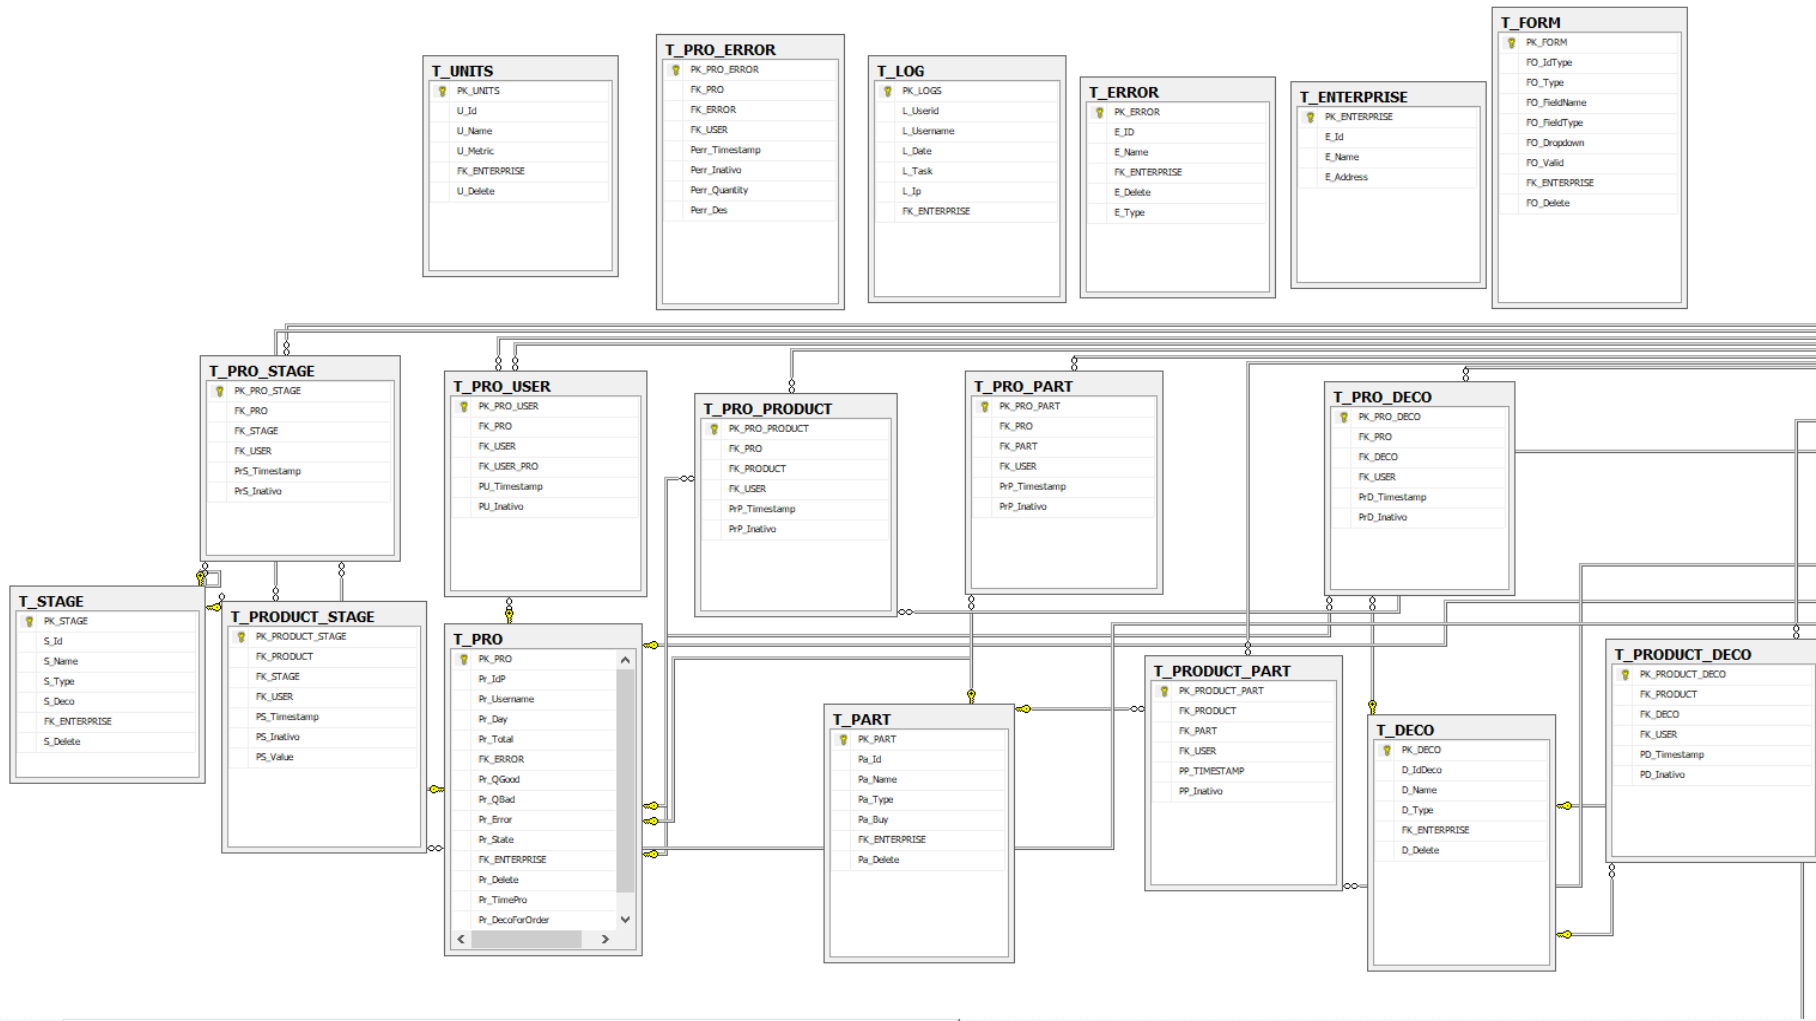 T_UNITS
PK_UNITS
U_Id
U_Name
U_Metric
FK_ENTERPRISE
U_Delete
T_PRO_ERROR
PK_PRO_ERROR
FK_PRO
FK_ERROR
FK_USER
Perr_Timestamp
Perr_Inativo
Perr_Quantity
Perr_Des
T_LOG
PK_LOGS
L_Userid
L_Username
L_Date
L_Task
L_Ip
FK_ENTERPRISE
T_ERROR
PK_ERROR
E_ID
E_Name
FK_ENTERPRISE
E_Delete
E_Type
T_ENTERPRISE
PK_ENTERPRISE
E_Id
E_Name
E_Address
T_FORM
PK_FORM
FO_IdType
FO_Type
FO_FieldName
FO_FieldType
FO_Dropdown
FO_Valid
FK_ENTERPRISE
FO_Delete
T_PRO_STAGE
PK_PRO_STAGE
FK_PRO
FK_STAGE
FK_USER
PrS_Timestamp
PrS_Inativo
T_PRO_USER
PK_PRO_USER
FK_PRO
FK_USER
FK_USER_PRO
PU_Timestamp
PU_Inativo
T_PRO_PRODUCT
PK_PRO_PRODUCT
FK_PRO
FK_PRODUCT
FK_USER
PrP_Timestamp
PrP_Inativo
T_PRO_PART
PK_PRO_PART
FK_PRO
FK_PART
FK_USER
PrP_Timestamp
PrP_Inativo
T_PRO_DECO
PK_PRO_DECO
FK_PRO
FK_DECO
FK_USER
PrD_Timestamp
PrD_Inativo
T_STAGE
PK_STAGE
S_Id
S_Name
S_Type
S_Deco
FK_ENTERPRISE
S_Delete
T_PRODUCT_STAGE
PK_PRODUCT_STAGE
FK_PRODUCT
FK_STAGE
FK_USER
PS_Timestamp
PS_Inativo
PS_Value
T_PRO
PK_PRO
Pr_IdP
Pr_Username
Pr_Day
Pr_Total
FK_ERROR
Pr_QGood
Pr_QBad
Pr_Error
Pr_State
FK_ENTERPRISE
Pr_Delete
Pr_TimePro
Pr_DecoForOrder
T_PART
PK_PART
Pa_Id
Pa_Name
Pa_Type
Pa_Buy
FK_ENTERPRISE
Pa_Delete
T_PRODUCT_PART
PK_PRODUCT_PART
FK_PRODUCT
FK_PART
FK_USER
PP_TIMESTAMP
PP_Inativo
T_DECO
PK_DECO
D_IdDeco
D_Name
D_Type
FK_ENTERPRISE
D_Delete
T_PRODUCT_DECO
PK_PRODUCT_DECO
FK_PRODUCT
FK_DECO
FK_USER
PD_Timestamp
PD_Inativo